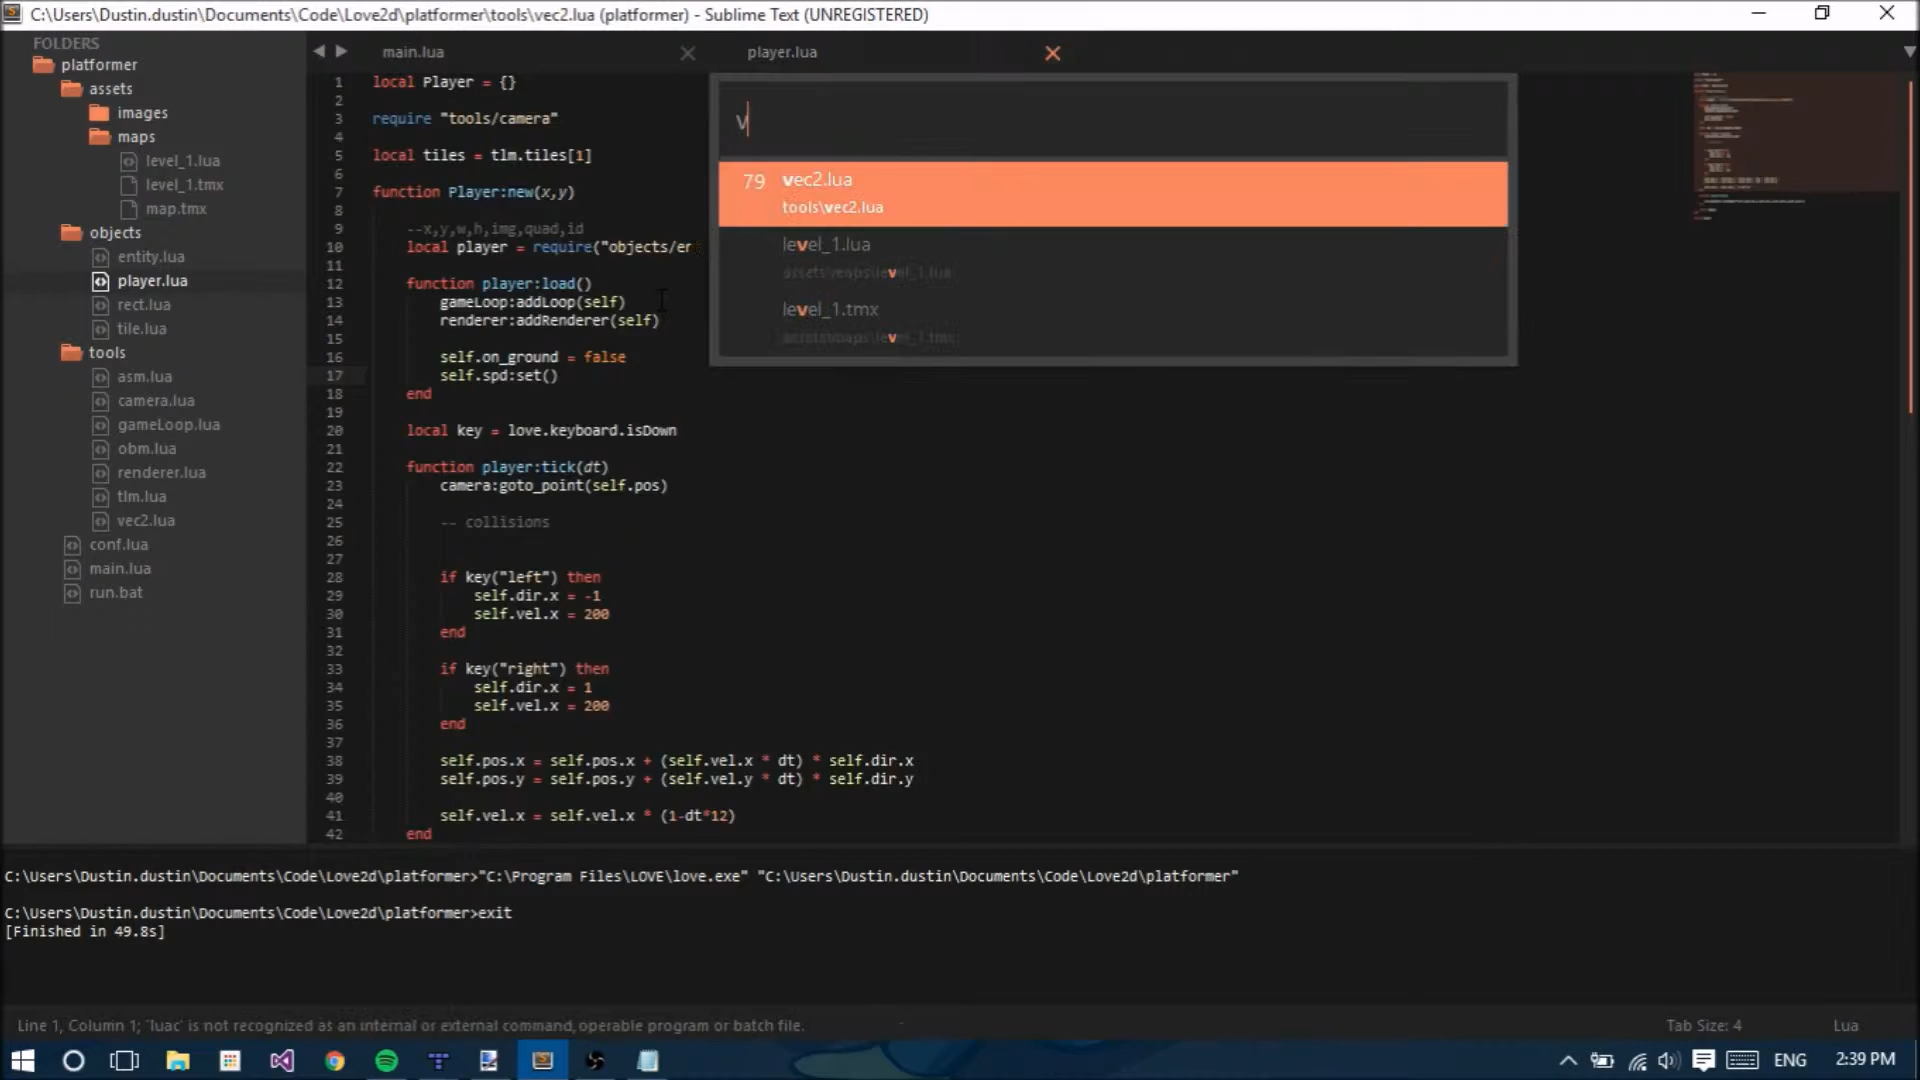 C:\Users\Dustin.dustin\Documents\Code\Love2d\platformer\tools\vec2.lua (platformer) - Sublime Text (UNREGISTERED)
FOLDERS
platformer
assets
images
maps
level_1.lua
level_1.tmx
map.tmx
objects
entity.lua
player.lua
rect.lua
tile.lua
tools
asm.lua
camera.lua
gameLoop.lua
obm.lua
renderer.lua
tlm.lua
vec2.lua
conf.lua
main.lua
run.bat
main.lua
player.lua
v
79 vec2.lua
tools\vec2.lua
level_1.lua
assets\maps\level_1.lua
level_1.tmx
assets\maps\level_1.tmx
1 local Player = {}
2
3 require "tools/camera"
4
5 local tiles = tlm.tiles[1]
6
7 function Player:new(x,y)
8
9 --x,y,w,h,img,quad,id
10 local player = require("objects/er
11
12 function player:load()
13 gameLoop:addLoop(self)
14 renderer:addRenderer(self)
15
16 self.on_ground = false
17 self.spd:set()
18 end
19
20 local key = love.keyboard.isDown
21
22 function player:tick(dt)
23 camera:goto_point(self.pos)
24
25 -- collisions
26
27
28 if key("left") then
29 self.dir.x = -1
30 self.vel.x = 200
31 end
32
33 if key("right") then
34 self.dir.x = 1
35 self.vel.x = 200
36 end
37
38 self.pos.x = self.pos.x + (self.vel.x * dt) * self.dir.x
39 self.pos.y = self.pos.y + (self.vel.y * dt) * self.dir.y
40
41 self.vel.x = self.vel.x * (1-dt*12)
42 end
C:\Users\Dustin.dustin\Documents\Code\Love2d\platformer>"C:\Program Files\LOVE\love.exe" "C:\Users\Dustin.dustin\Documents\Code\Love2d\platformer"
C:\Users\Dustin.dustin\Documents\Code\Love2d\platformer>exit
[Finished in 49.8s]
Line 1, Column 1; 'luac' is not recognized as an internal or external command, operable program or batch file.
Tab Size: 4
Lua
ENG
2:39 PM